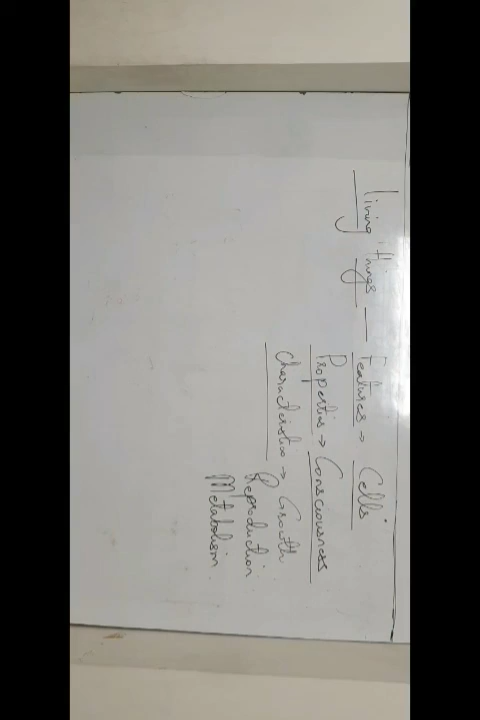 Living things — Features → Cells
Properties → Consciousness
Characteristics → Growth
Reproduction
Metabolism.